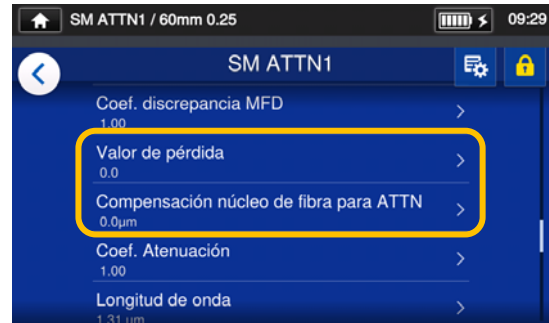 SM ATTN1 / 60mm 0.25 09:29
SM ATTN1
Coef. discrepancia MFD
1.00
Valor de pérdida
0.0
Compensación núcleo de fibra para ATTN
0.0µm
Coef. Atenuación
1.00
Longitud de onda
1.31 um